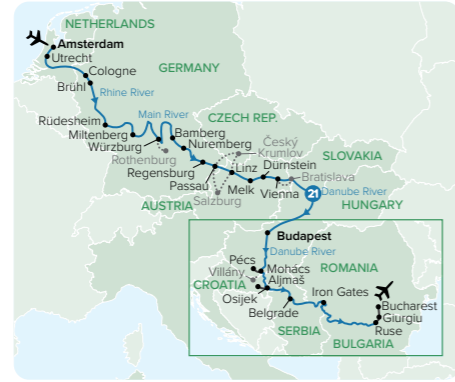 NETHERLANDS
Amsterdam
Utrecht
Cologne
Brühl
GERMANY
Rhine River
Main River
Rüdesheim
Miltenberg
Würzburg
Rothenburg
Bamberg
Nuremberg
Regensburg
CZECH REP.
Český
Krumlov
Passau
Salzburg
Linz
Melk
Dürnstein
Vienna
SLOVAKIA
Bratislava
21
Danube River
AUSTRIA
HUNGARY
Budapest
Danube River
Pécs
Villány
Mohács
Aljmaš
CROATIA
Osijek
ROMANIA
Iron Gates
Belgrade
SERBIA
Bucharest
Giurgiu
Ruse
BULGARIA